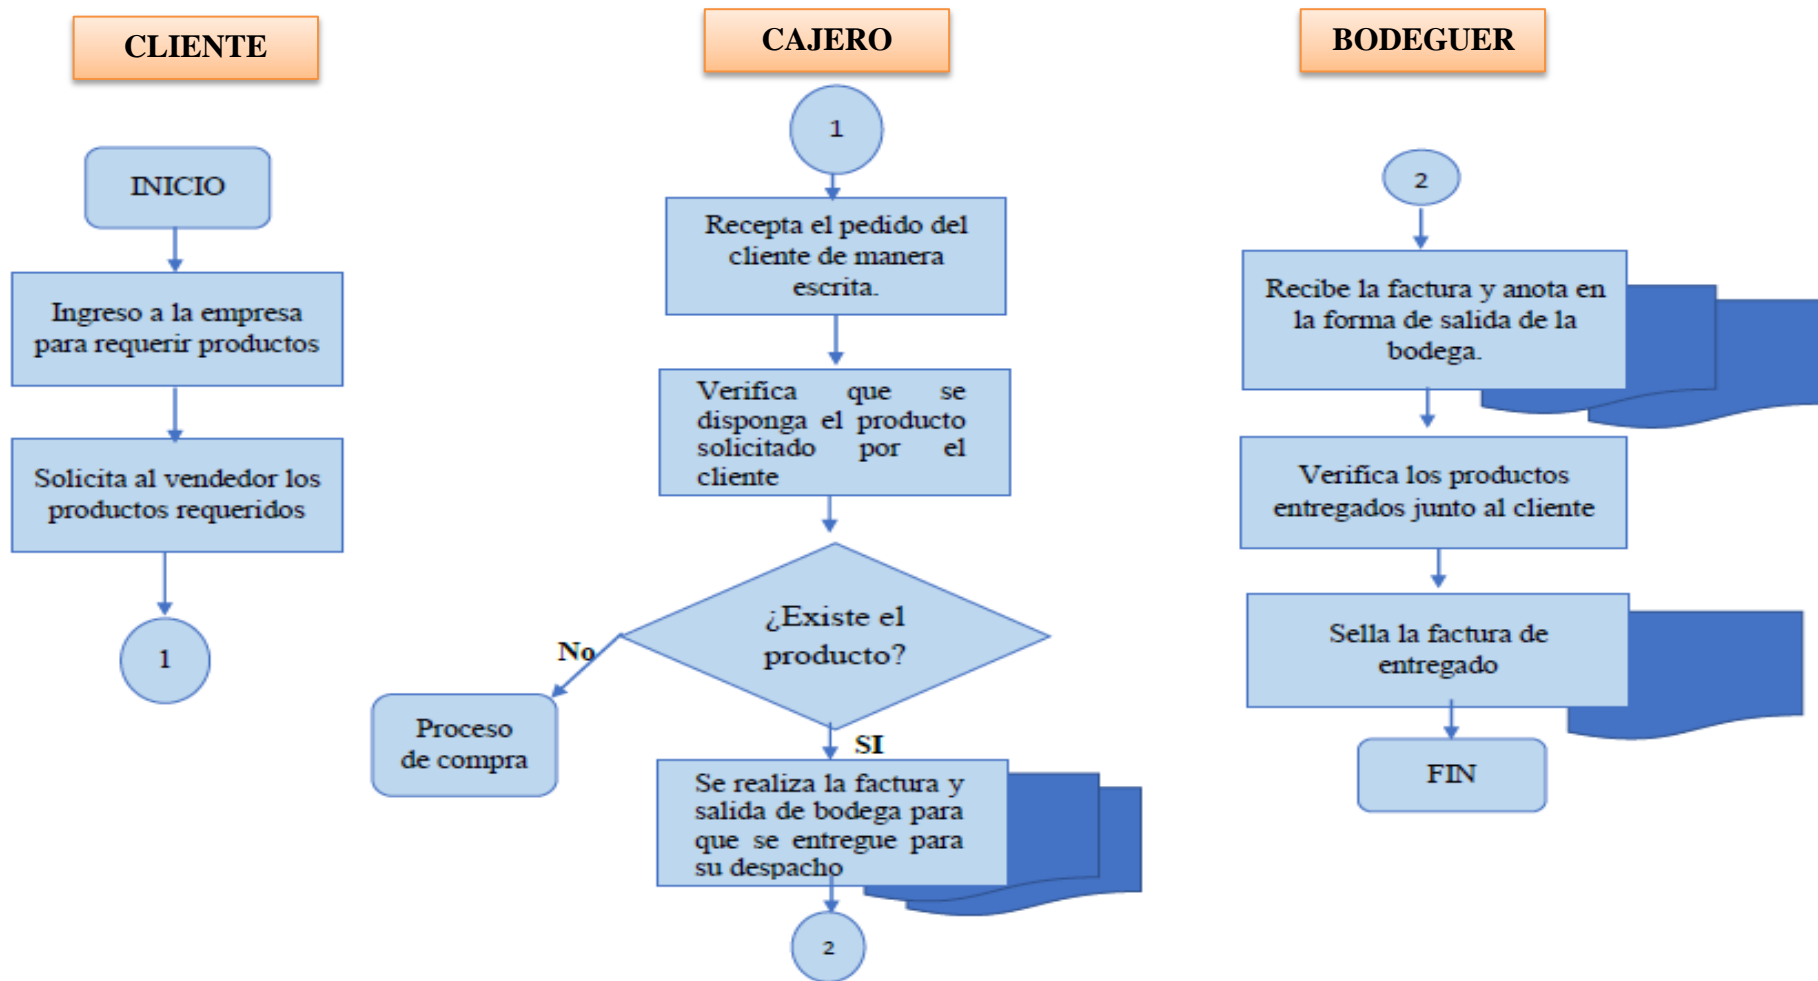 CLIENTE
INICIO
Ingreso a la empresa
para requerir productos
Solicita al vendedor los
productos requeridos
1
CAJERO
1
Recepta el pedido del
cliente de manera
escrita.
Verifica que se
disponga el producto
solicitado por el
cliente
¿Existe el
producto?
No
Proceso
de compra
SI
Se realiza la factura y
salida de bodega para
que se entregue para
su despacho
2
BODEGUER
2
Recibe la factura y anota en
la forma de salida de la
bodega.
Verifica los productos
entregados junto al cliente
Sella la factura de
entregado
FIN